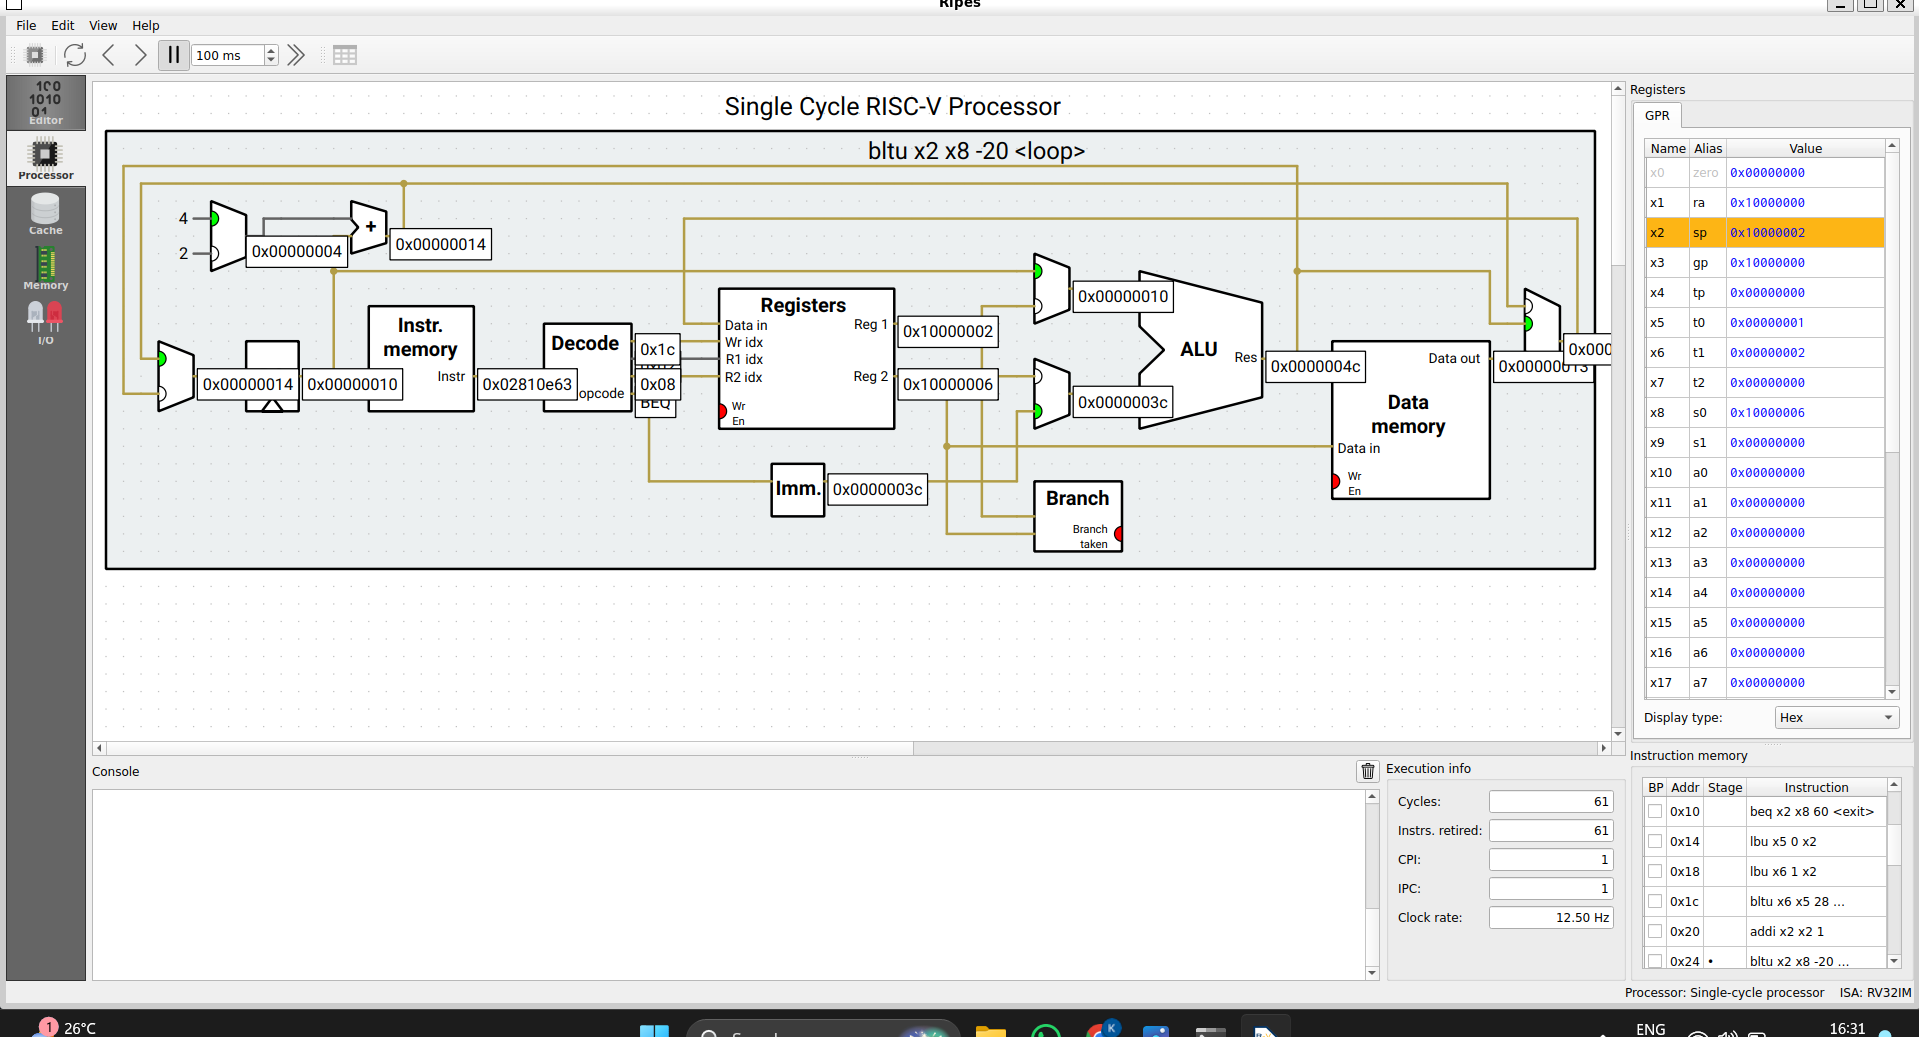 Ripes
File Edit View Help
100 ms
Editor
Processor
Cache
Memory
I/O
Single Cycle RISC-V Processor
bltu x2 x8 -20 <loop>
4
2
0x00000004
+
0x00000014
0x00000014
0x00000010
Instr.
memory
Instr
0x02810e63
Decode
opcode
0x1c
0x08
BEQ
Registers
Data in
Wr idx
R1 idx
R2 idx
Wr
En
Reg 1
Reg 2
0x10000002
0x10000006
Imm.
0x0000003c
0x00000010
0x0000003c
ALU
Res
0x0000004c
Branch
Branch
taken
Data out
Data
memory
Data in
Wr
En
0x00000013
0x000
Registers
GPR
Name Alias Value
x0 zero 0x00000000
x1 ra 0x10000000
x2 sp 0x10000002
x3 gp 0x10000000
x4 tp 0x00000000
x5 t0 0x00000001
x6 t1 0x00000002
x7 t2 0x00000000
x8 s0 0x10000006
x9 s1 0x00000000
x10 a0 0x00000000
x11 a1 0x00000000
x12 a2 0x00000000
x13 a3 0x00000000
x14 a4 0x00000000
x15 a5 0x00000000
x16 a6 0x00000000
x17 a7 0x00000000
Display type: Hex
Console
Execution info
Cycles: 61
Instrs. retired: 61
CPI: 1
IPC: 1
Clock rate: 12.50 Hz
Instruction memory
BP Addr Stage Instruction
0x10 beq x2 x8 60 <exit>
0x14 lbu x5 0 x2
0x18 lbu x6 1 x2
0x1c bltu x6 x5 28 ...
0x20 addi x2 x2 1
0x24 • bltu x2 x8 -20 ...
Processor: Single-cycle processor ISA: RV32IM
1
26°C
K
ENG
16:31